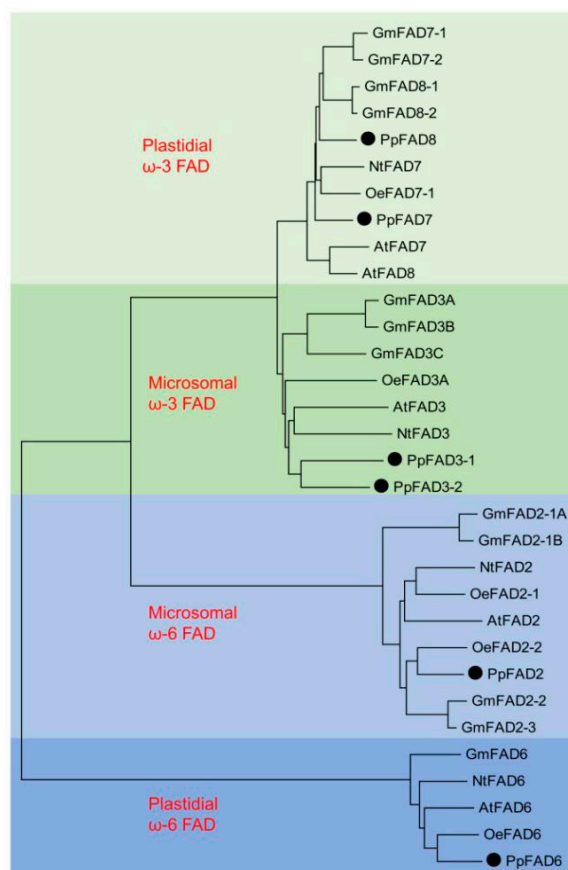 GmFAD7-1
GmFAD7-2
GmFAD8-1
GmFAD8-2
PpFAD8
Plastidial
ω-3 FAD
NtFAD7
OeFAD7-1
PpFAD7
AtFAD7
AtFAD8
GmFAD3A
GmFAD3B
GmFAD3C
Microsomal
ω-3 FAD
OeFAD3A
AtFAD3
NtFAD3
PpFAD3-1
PpFAD3-2
GmFAD2-1A
GmFAD2-1B
NtFAD2
OeFAD2-1
Microsomal
ω-6 FAD
AtFAD2
OeFAD2-2
PpFAD2
GmFAD2-2
GmFAD2-3
GmFAD6
NtFAD6
Plastidial
ω-6 FAD
AtFAD6
OeFAD6
PpFAD6